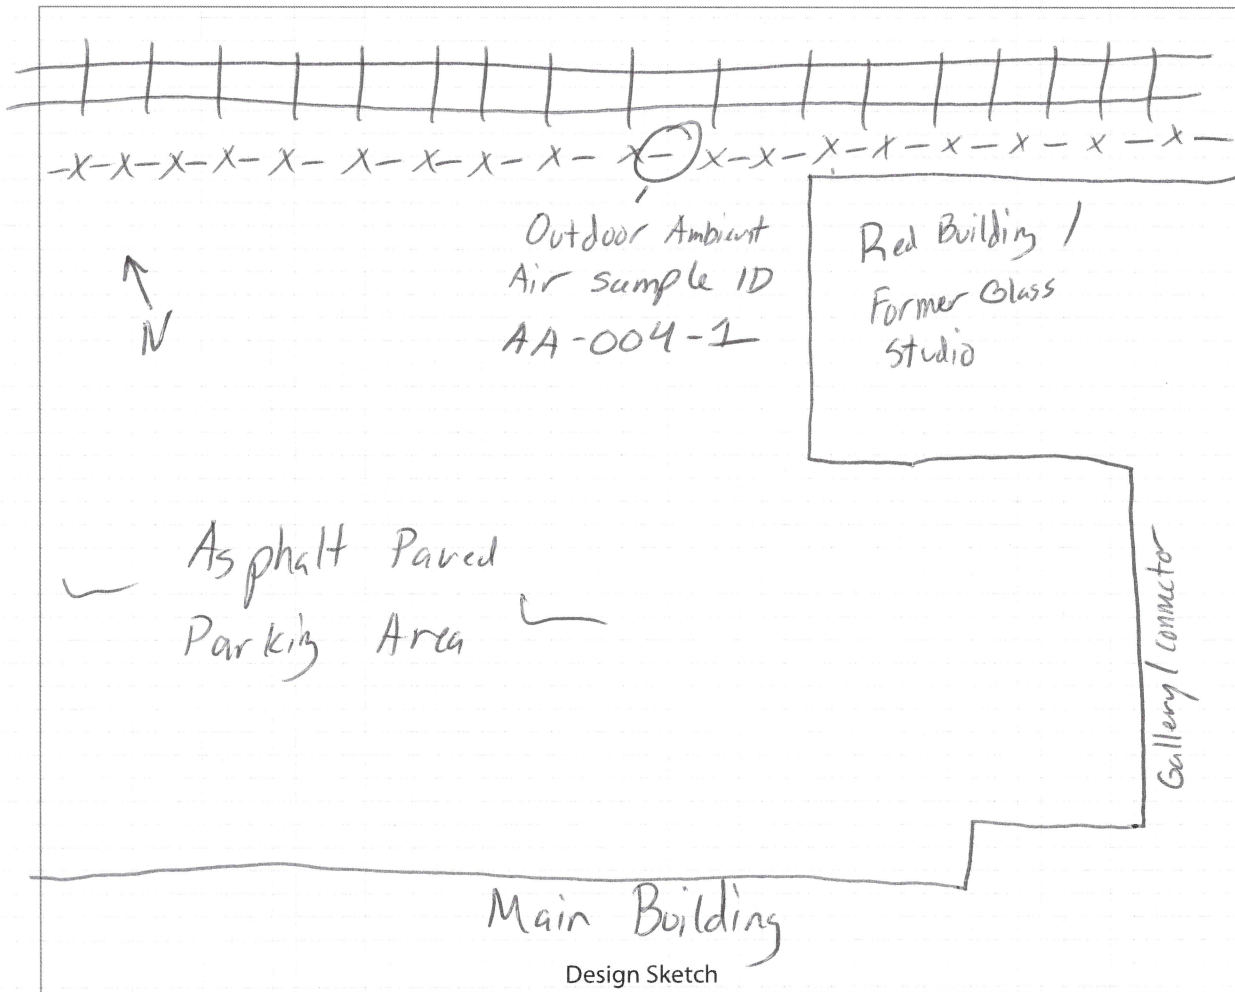 -X-X-X-X-X-X-X-X-X-X-X-X-X-X-X-X-X-X-
Outdoor Ambient
Air sample ID
AA-004-1
Red Building /
Former Glass
Studio
N
Asphalt Paved
Parking Area
Gallery / connector
Main Building
Design Sketch